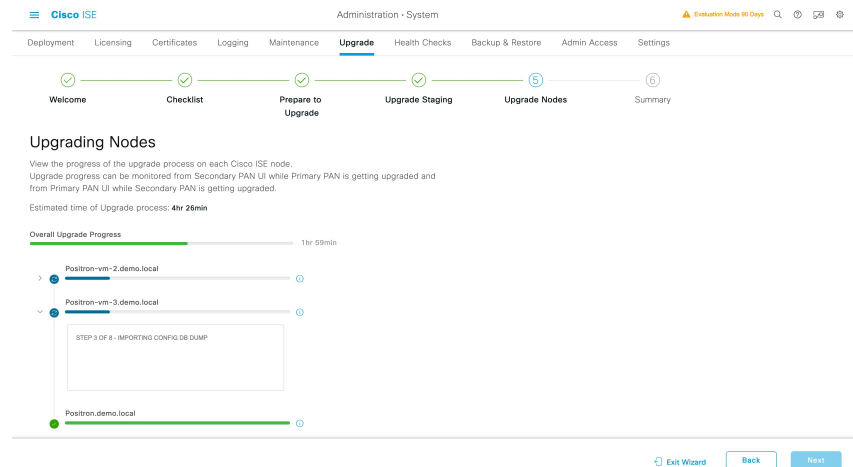 Cisco ISE
Administration · System
Evaluation Mode 90 Days
Deployment Licensing Certificates Logging Maintenance Upgrade Health Checks Backup & Restore Admin Access Settings
5 6
Welcome Checklist Prepare to Upgrade Staging Upgrade Nodes Summary
Upgrade
Upgrading Nodes
View the progress of the upgrade process on each Cisco ISE node.
Upgrade progress can be monitored from Secondary PAN UI while Primary PAN is getting upgraded and
from Primary PAN UI while Secondary PAN is getting upgraded.
Estimated time of Upgrade process: 4hr 26min
Overall Upgrade Progress
1hr 59min
Positron-vm-2.demo.local
Positron-vm-3.demo.local
STEP 3 OF 8 - IMPORTING CONFIG DB DUMP
Positron.demo.local
Exit Wizard Back Next